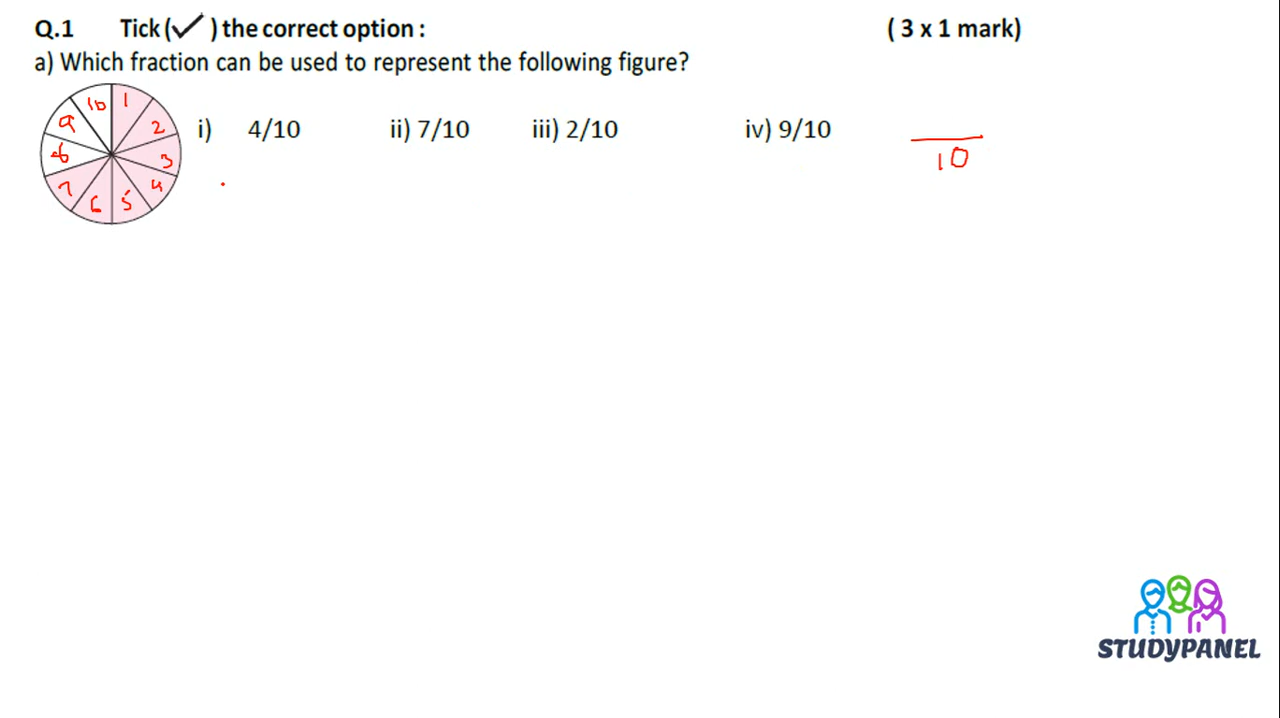 Q.1 Tick (✓) the correct option : ( 3 x 1 mark)
a) Which fraction can be used to represent the following figure?
10 1
9 2
8 3
7 4
6 5
i) 4/10 ii) 7/10 iii) 2/10 iv) 9/10
10
STUDYPANEL